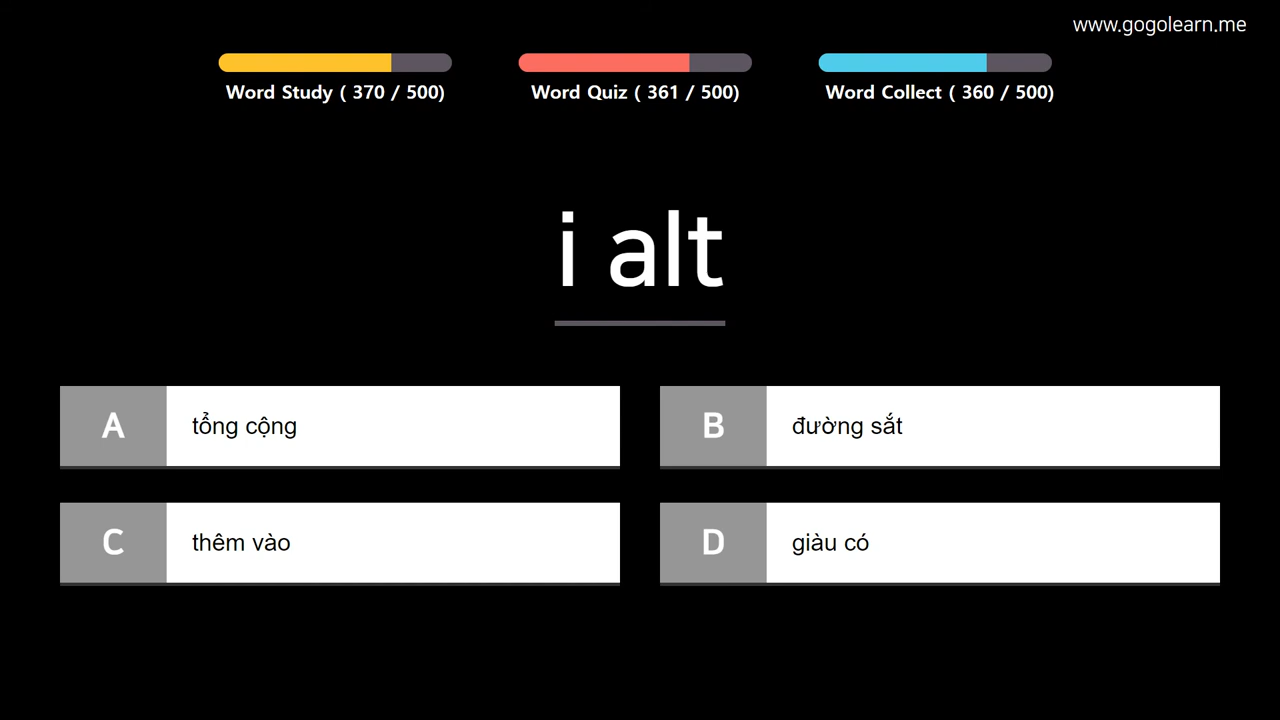 www.gogolearn.me
Word Study ( 370 / 500)
Word Quiz ( 361 / 500)
Word Collect ( 360 / 500)
i alt
A tổng cộng
B đường sắt
C thêm vào
D giàu có